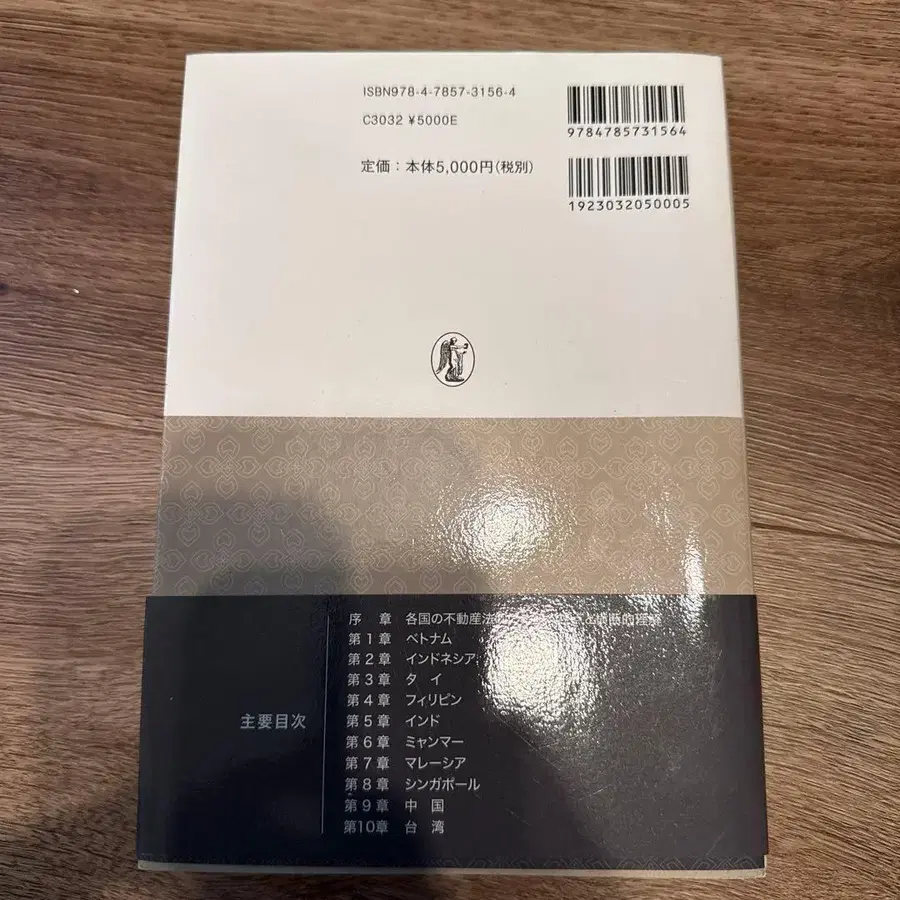 ISBN978-4-7857-3156-4
C3032 ¥5000E
定価：本体5,000円(税別)
9784785731564
1923032050005
主要目次
序　章　各国の不動産法
第１章　ベトナム
第２章　インドネシア
第３章　タ　イ
第４章　フィリピン
第５章　インド
第６章　ミャンマー
第７章　マレーシア
第８章　シンガポール
第９章　中　国
第10章　台　湾